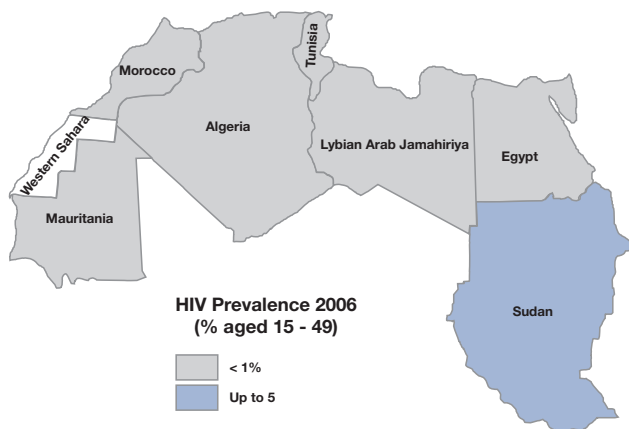 Tunisia
Morocco
Algeria
Lybian Arab Jamahiriya
Egypt
Western Sahara
Mauritania
Sudan
HIV Prevalence 2006
(% aged 15 - 49)
< 1%
Up to 5